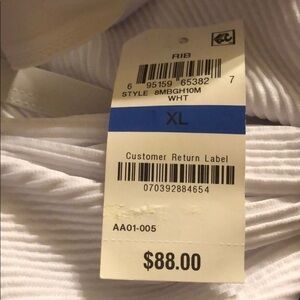 RIB
6 95159 65382 7
STYLE 8MBGH10M
WHT
XL
Customer Return Label
070392884654
AA01-005
$88.00